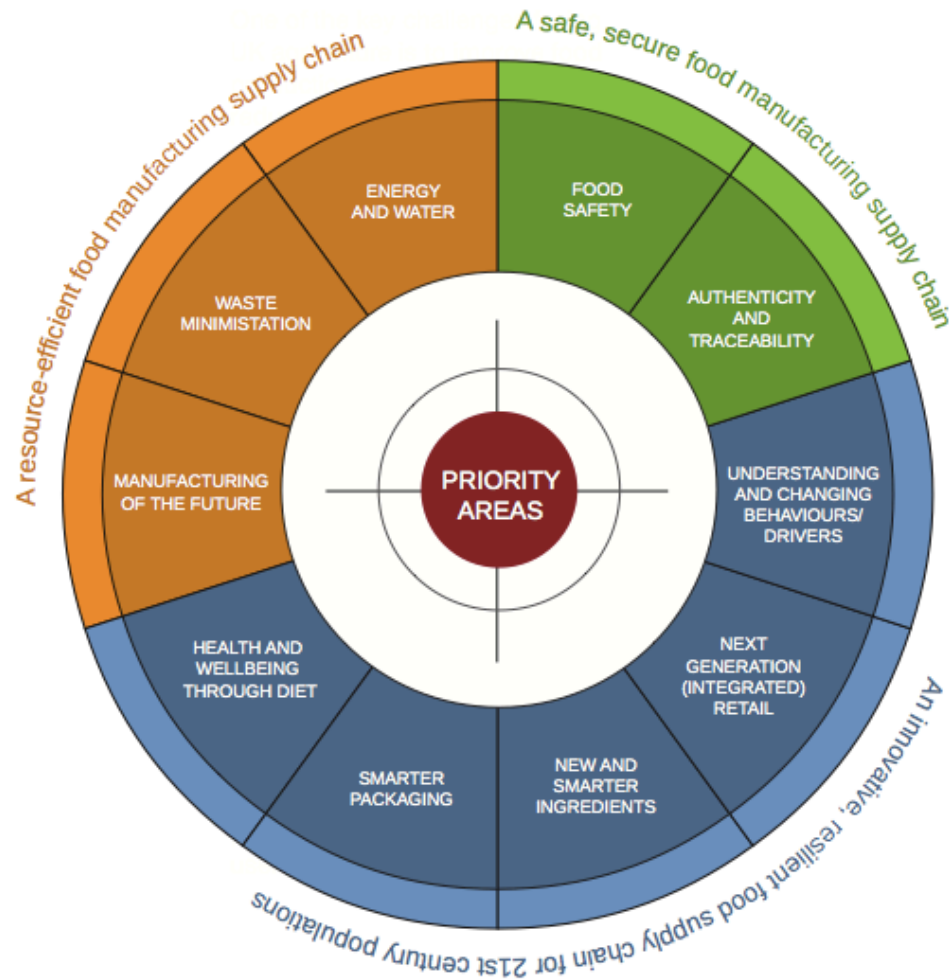 A resource-efficient food manufacturing supply chain
A safe, secure food manufacturing supply chain
ENERGY
AND WATER
FOOD
SAFETY
WASTE
MINIMISTATION
AUTHENTICITY
AND
TRACEABILITY
MANUFACTURING
OF THE FUTURE
PRIORITY
AREAS
UNDERSTANDING
AND CHANGING
BEHAVIOURS/
DRIVERS
HEALTH AND
WELLBEING
THROUGH DIET
NEXT
GENERATION
(INTEGRATED)
RETAIL
SMARTER
PACKAGING
NEW AND
SMARTER
INGREDIENTS
An innovative, resilient food supply chain for 21st century populations